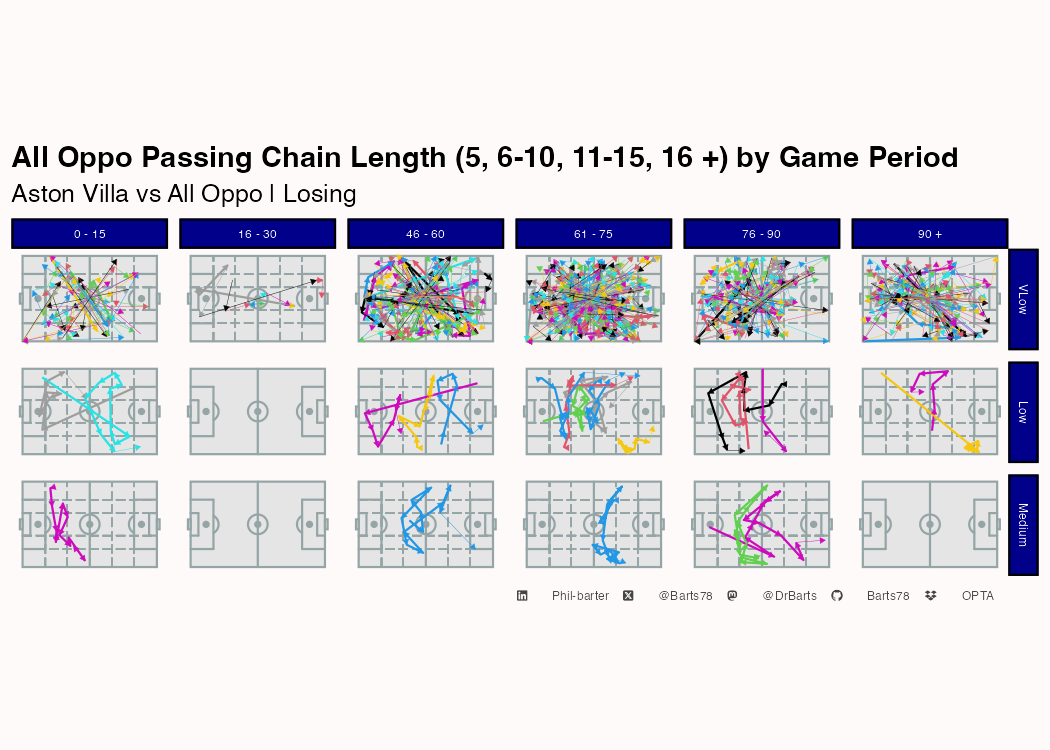 All Oppo Passing Chain Length (5, 6-10, 11-15, 16 +) by Game Period
Aston Villa vs All Oppo | Losing
0 - 15
16 - 30
46 - 60
61 - 75
76 - 90
90 +
VLow
Low
Medium
Phil-barter @Barts78 @DrBarts Barts78 OPTA